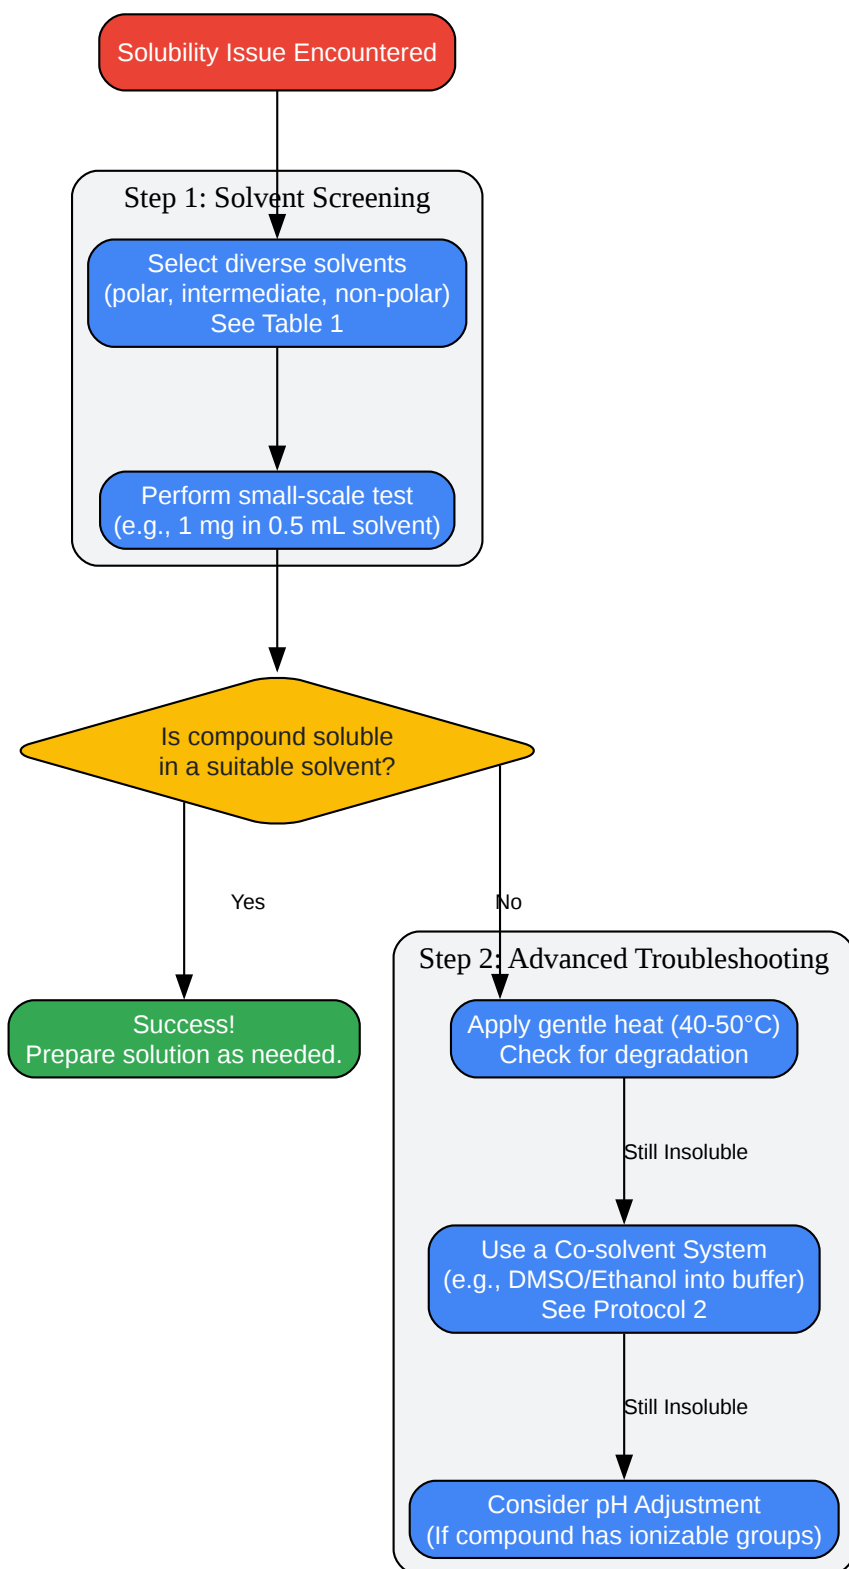 Solubility Issue Encountered
Step 1: Solvent Screening
Select diverse solvents
(polar, intermediate, non-polar)
See Table 1
Perform small-scale test
(e.g., 1 mg in 0.5 mL solvent)
Is compound soluble
in a suitable solvent?
Yes
No
Step 2: Advanced Troubleshooting
Success!
Prepare solution as needed.
Apply gentle heat (40-50°C)
Check for degradation
Still Insoluble
Use a Co-solvent System
(e.g., DMSO/Ethanol into buffer)
See Protocol 2
Still Insoluble
Consider pH Adjustment
(If compound has ionizable groups)